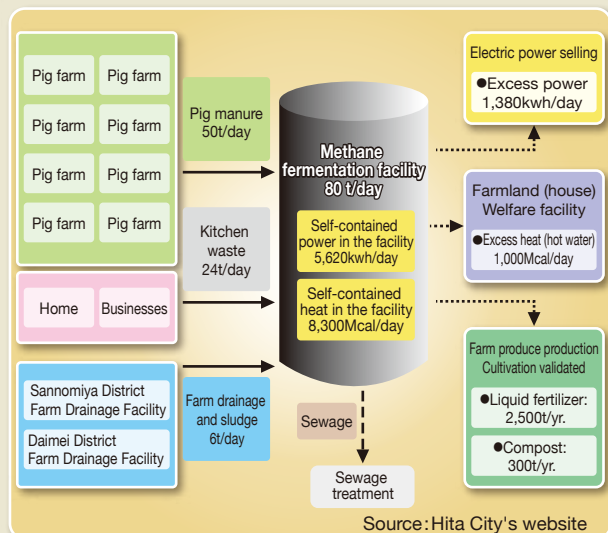 Pig farm
Pig farm
Pig farm
Pig farm
Pig farm
Pig farm
Pig farm
Pig farm
Home
Businesses
Sannomiya District
Farm Drainage Facility
Daimei District
Farm Drainage Facility
Pig manure
50t/day
Kitchen
waste
24t/day
Farm drainage
and sludge
6t/day
Methane
fermentation facility
80 t/day
Self-contained
power in the facility
5,620kwh/day
Self-contained
heat in the facility
8,300Mcal/day
Sewage
Sewage
treatment
Electric power selling
●Excess power
1,380kwh/day
Farmland (house)
Welfare facility
●Excess heat (hot water)
1,000Mcal/day
Farm produce production
Cultivation validated
●Liquid fertilizer:
2,500t/yr.
●Compost:
300t/yr.
Source:Hita City's website